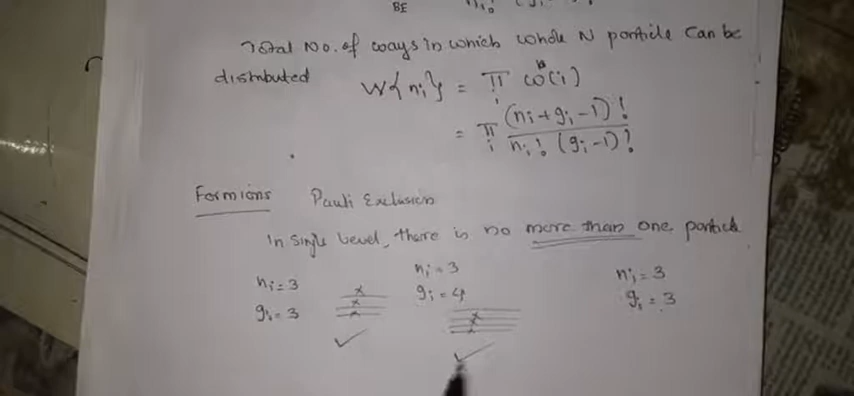 BE
Total No. of ways in which whole N particle can be
distributed W{ni} = Π ω(i)
i
= Π (ni+gi-1)! / ni! (gi-1)!
i
Fermions Pauli Exclusion
In single level, there is no more than one particle
ni=3 ni=3 ni=3
gi=3 gi=4 gi=3